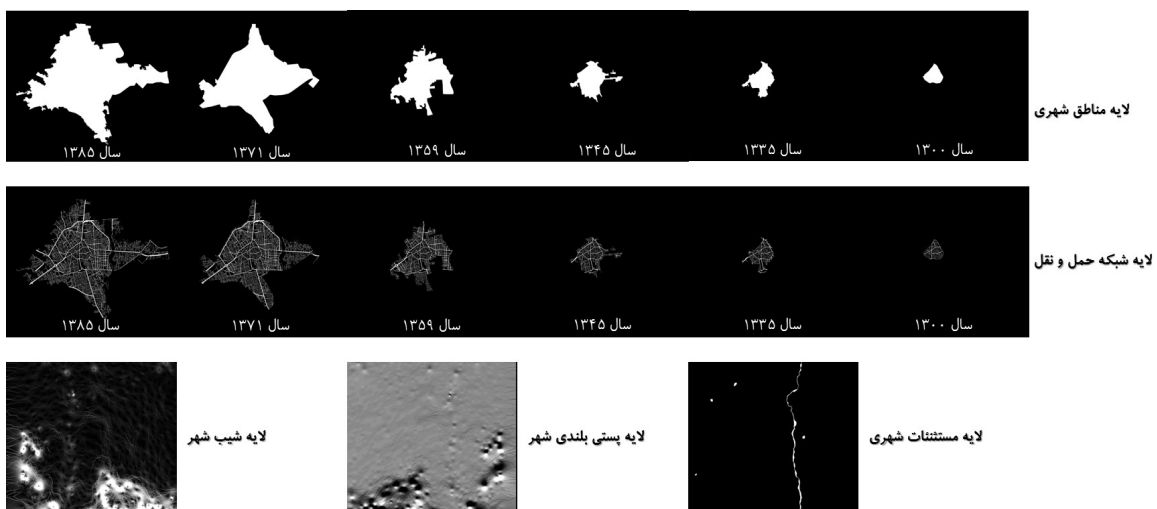 لایه مناطق شهری
سال ۱۳۰۰
سال ۱۳۳۵
سال ۱۳۴۵
سال ۱۳۵۹
سال ۱۳۷۱
سال ۱۳۸۵
لایه شبکه حمل و نقل
سال ۱۳۰۰
سال ۱۳۳۵
سال ۱۳۴۵
سال ۱۳۵۹
سال ۱۳۷۱
سال ۱۳۸۵
لایه مستثنئات شهری
لایه پستی بلندی شهر
لایه شیب شهر